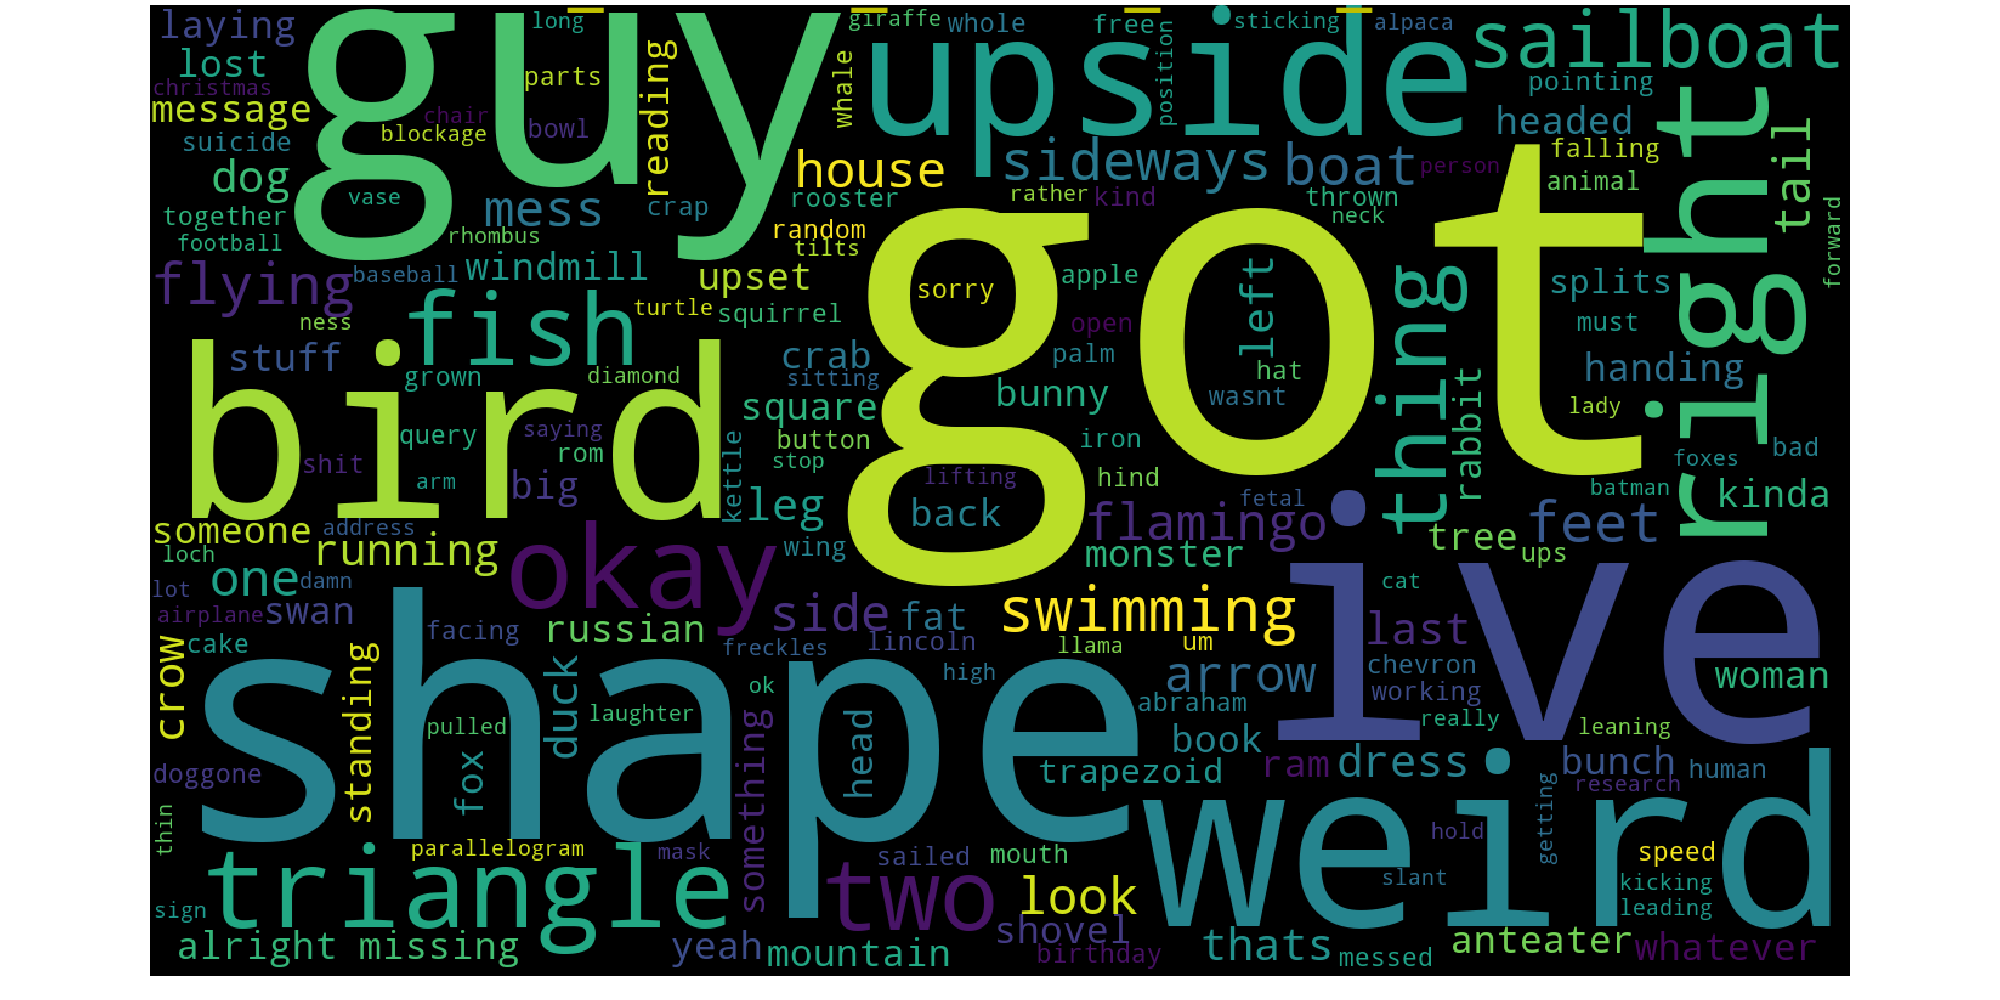 laying
guy
long
giraffe
whole
free
sticking
alpaca
sailboat
lost
christmas
message
suicide
dog
together
football
vase
chair
blockage
parts
bowl
reading
crap
mess
rhombus
whale
upside
position
pointing
headed
right
tail
house
sideways
boat
person
falling
animal
rooster
rather
kind
thrown
neck
random
tilts
forward
flying
baseball
windmill
upset
sorry
got
apple
left
thing
splits
ness
fish
turtle
squirrel
open
must
stuff
bird
grown
diamond
crab
sitting
palm
hat
bunny
wasnt
handing
rabbit
lady
square
query
saying
button
iron
shit
rom
stop
kettle
arm
big
lifting
hind
fetal
foxes
bad
batman
kinda
leg
back
flamingo
feet
someone
address
running
okay
wing
monster
tree
ups
loch
one
damn
lot
airplane
swan
side
fat
swimming
ive
cat
last
cake
facing
russian
freckles
lincoln
llama
um
crow
shape
standing
duck
ok
high
arrow
chevron
working
woman
abraham
really
leaning
pulled
laughter
something
head
book
doggone
fox
trapezoid
ram
dress
bunch
human
research
weird
getting
thin
parallelogram
mask
sailed
mouth
hold
speed
triangle
two
look
slant
kicking
leading
sign
shovel
alright
missing
yeah
mountain
birthday
thats
messed
anteater
whatever